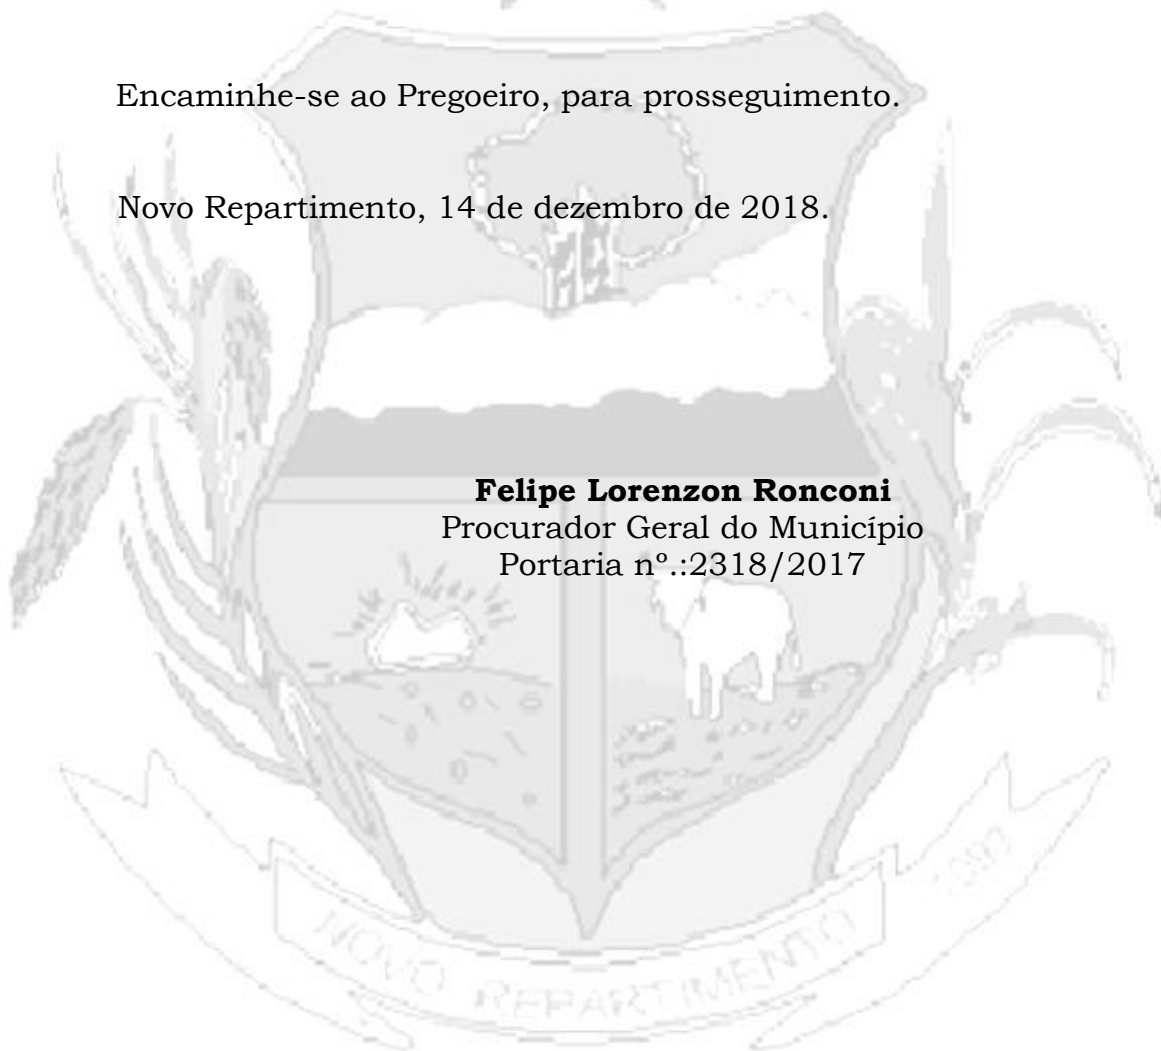 Encaminhe-se ao Pregoeiro, para prosseguimento.
Novo Repartimento, 14 de dezembro de 2018.
Felipe Lorenzon Ronconi
Procurador Geral do Município
Portaria nº.:2318/2017
NOVO REPARTIMENTO